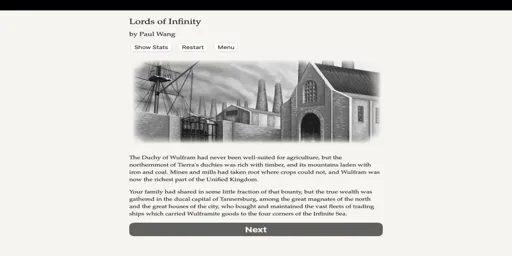 Lords of Infinity
by Paul Wang
Show Stats Restart Menu
The Duchy of Wulfram had never been well-suited for agriculture, but the
northernmost of Tierra's duchies was rich with timber, and its mountains laden with
iron and coal. Mines and mills had taken root where crops could not, and Wulfram was
now the richest part of the Unified Kingdom.
Your family had shared in some little fraction of that bounty, but the true wealth was
gathered in the ducal capital of Tannersburg, among the great magnates of the north
and the great houses of the city, who bought and maintained the vast fleets of trading
ships which carried Wulframite goods to the four corners of the Infinite Sea.
Next